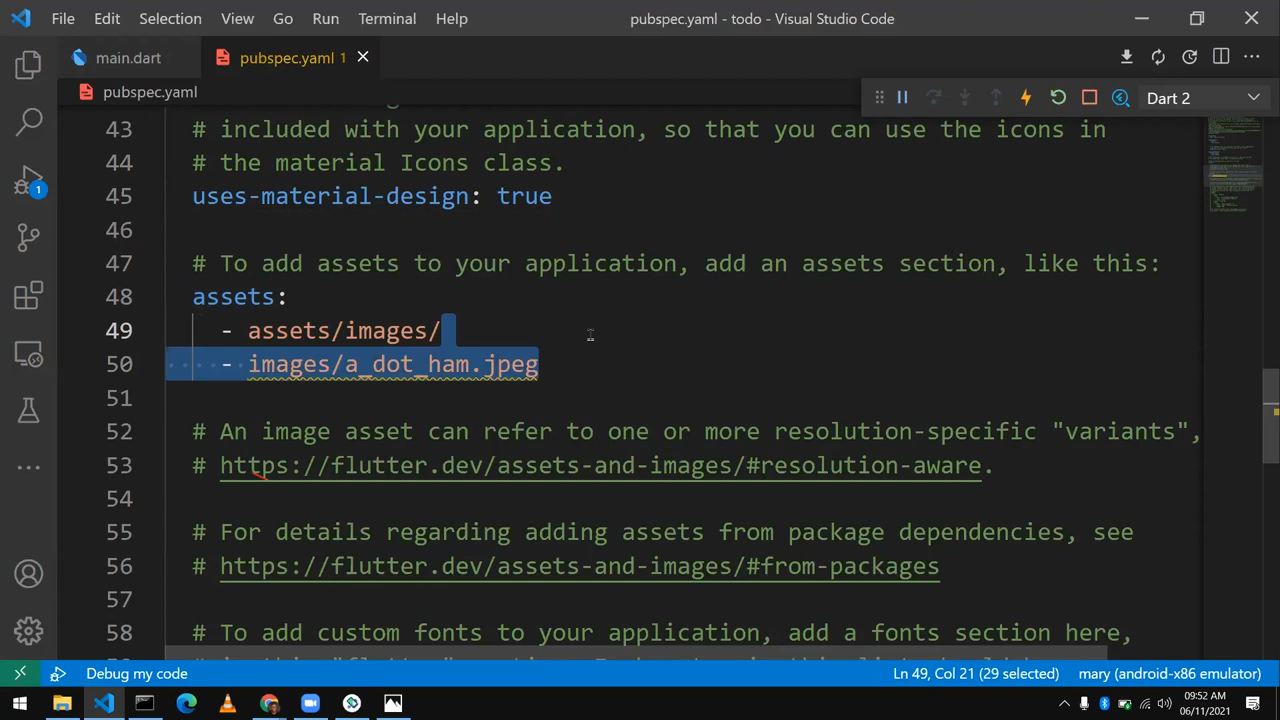 File Edit Selection View Go Run Terminal Help pubspec.yaml - todo - Visual Studio Code
main.dart pubspec.yaml 1
pubspec.yaml
Dart 2
43 # included with your application, so that you can use the icons in
44 # the material Icons class.
45 uses-material-design: true
46
47 # To add assets to your application, add an assets section, like this:
48 assets:
49 - assets/images/
50 - images/a_dot_ham.jpeg
51
52 # An image asset can refer to one or more resolution-specific "variants",
53 # https://flutter.dev/assets-and-images/#resolution-aware.
54
55 # For details regarding adding assets from package dependencies, see
56 # https://flutter.dev/assets-and-images/#from-packages
57
58 # To add custom fonts to your application, add a fonts section here,
1
Debug my code Ln 49, Col 21 (29 selected) mary (android-x86 emulator)
09:52 AM
06/11/2021